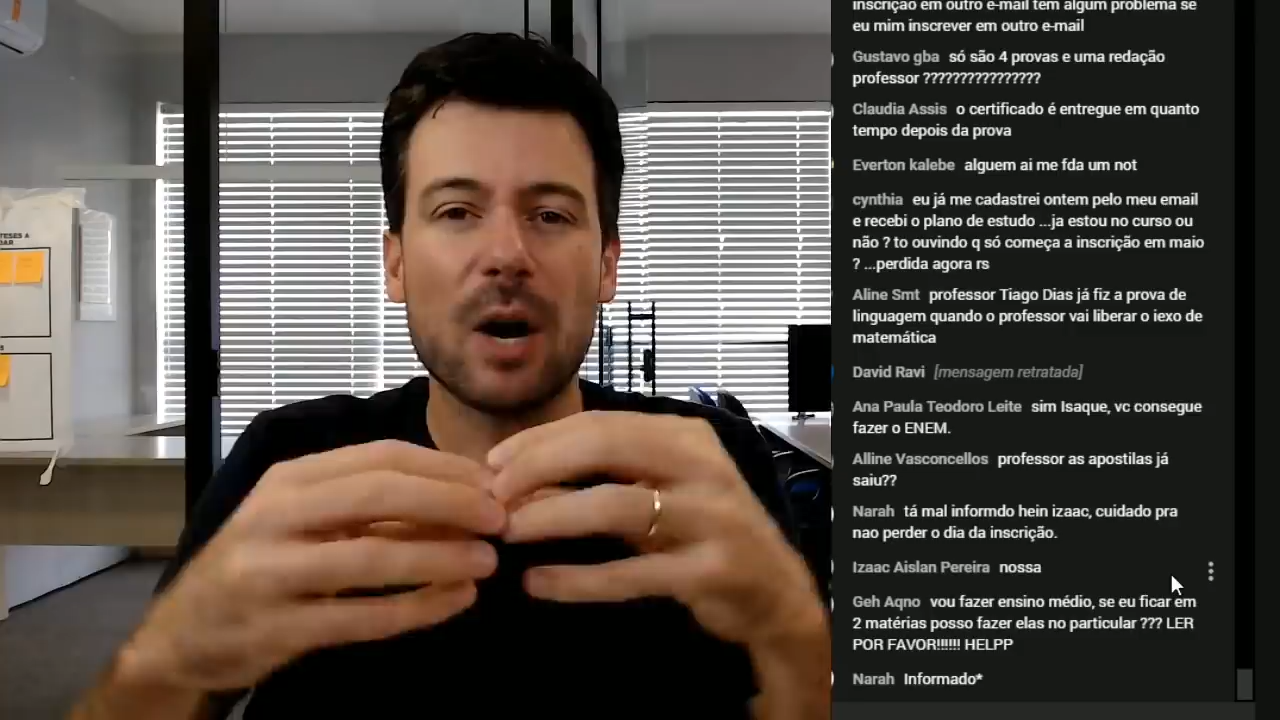 inscrição em outro e-mail tem algum problema se
eu mim inscrever em outro e-mail
Gustavo gba só são 4 provas e uma redação
professor ????????????????
Claudia Assis o certificado é entregue em quanto
tempo depois da prova
Everton kalebe alguem ai me fda um not
cynthia eu já me cadastrei ontem pelo meu email
e recebi o plano de estudo ...ja estou no curso ou
não ? to ouvindo q só começa a inscrição em maio
? ...perdida agora rs
Aline Smt professor Tiago Dias já fiz a prova de
linguagem quando o professor vai liberar o iexo de
matemática
David Ravi [mensagem retratada]
Ana Paula Teodoro Leite sim Isaque, vc consegue
fazer o ENEM.
Alline Vasconcellos professor as apostilas já
saiu??
Narah tá mal informdo hein izaac, cuidado pra
nao perder o dia da inscrição.
Izaac Aislan Pereira nossa
Geh Aqno vou fazer ensino médio, se eu ficar em
2 matérias posso fazer elas no particular ??? LER
POR FAVOR!!!!!! HELPP
Narah Informado*